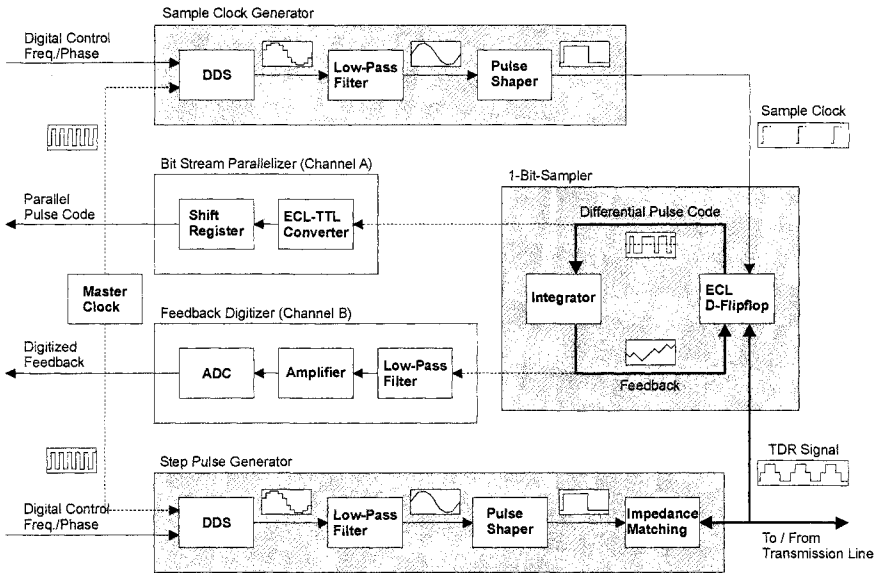 Sample Clock Generator
Digital Control
Freq./Phase
DDS
Low-Pass
Filter
Pulse
Shaper
Sample Clock
Bit Stream Parallelizer (Channel A)
Parallel
Pulse Code
Shift
Register
ECL-TTL
Converter
1-Bit-Sampler
Differential Pulse Code
Integrator
ECL
D-Flipflop
Feedback
Master
Clock
Feedback Digitizer (Channel B)
Digitized
Feedback
ADC
Amplifier
Low-Pass
Filter
TDR Signal
Step Pulse Generator
Digital Control
Freq./Phase
DDS
Low-Pass
Filter
Pulse
Shaper
Impedance
Matching
To / From
Transmission Line